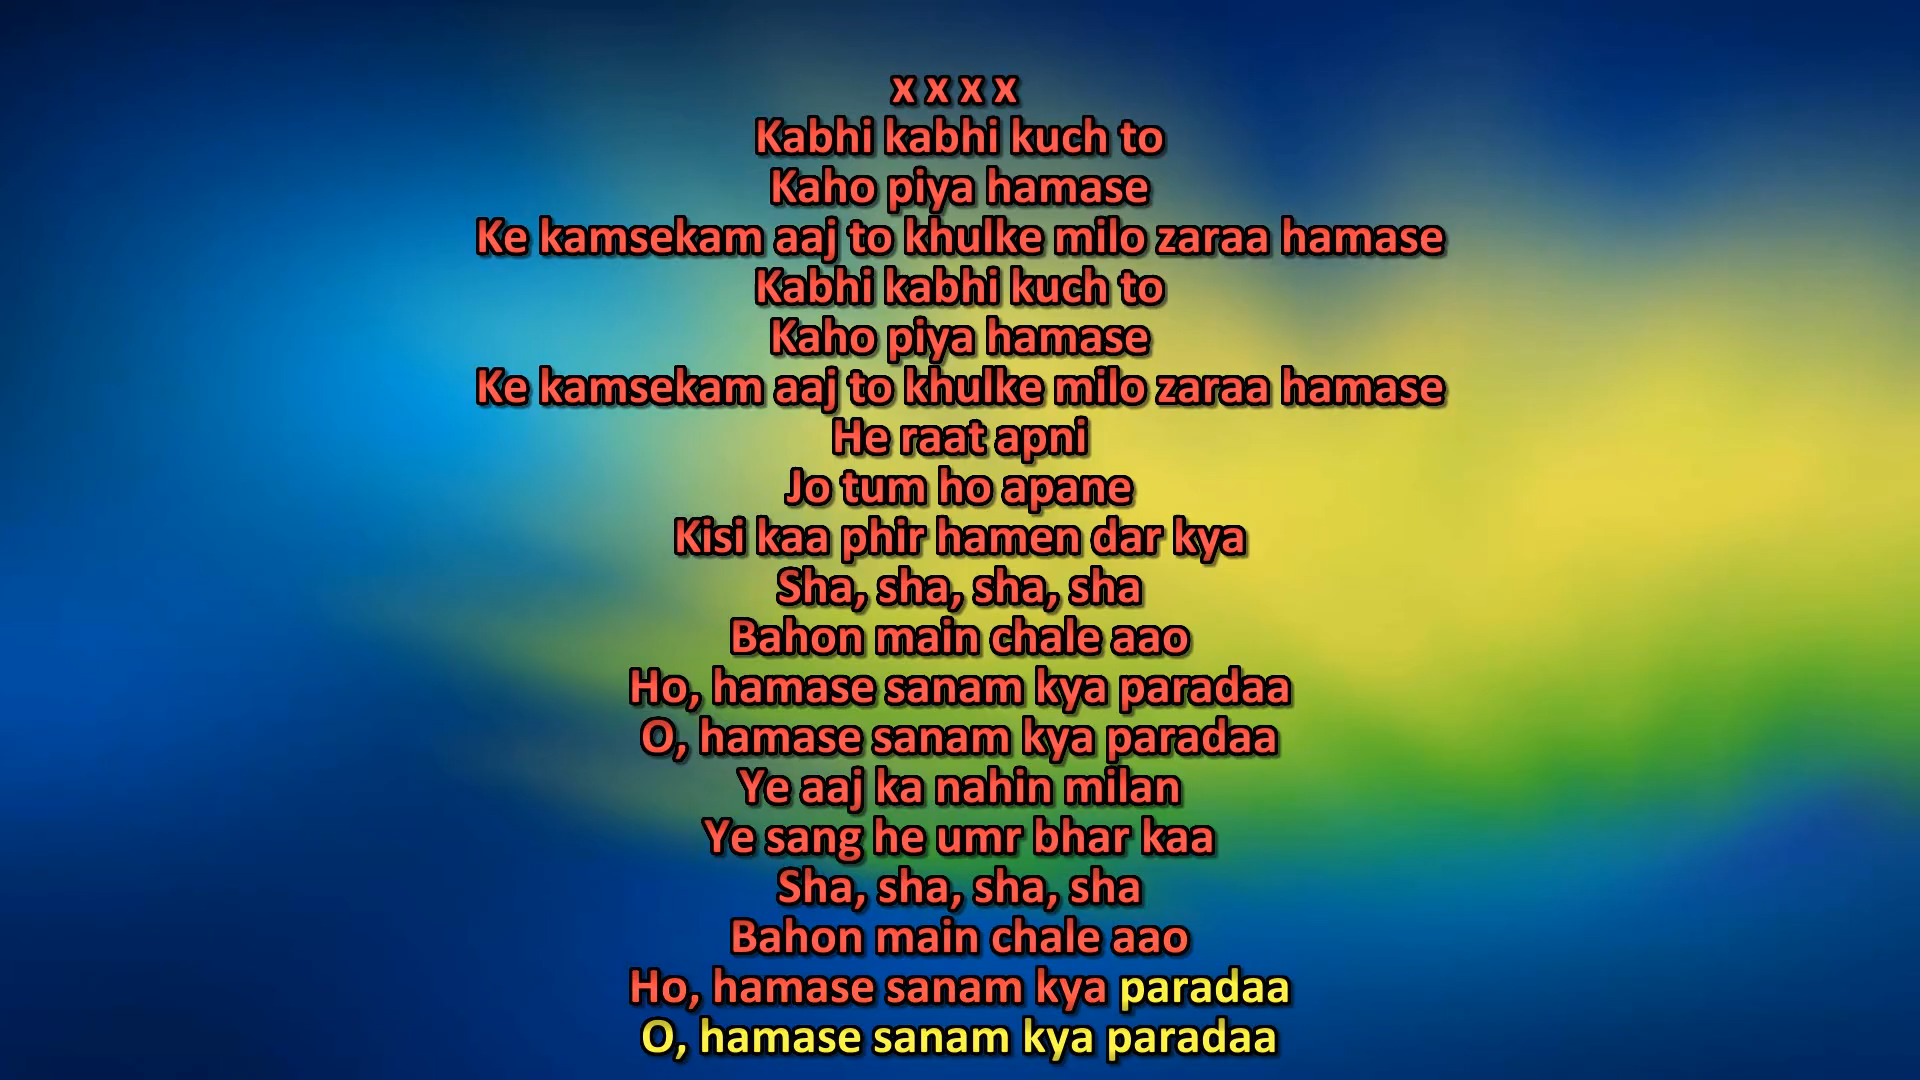 x x x x
Kabhi kabhi kuch to
Kaho piya hamase
Ke kamsekam aaj to khulke milo zaraa hamase
Kabhi kabhi kuch to
Kaho piya hamase
Ke kamsekam aaj to khulke milo zaraa hamase
He raat apni
Jo tum ho apane
Kisi kaa phir hamen dar kya
Sha, sha, sha, sha
Bahon main chale aao
Ho, hamase sanam kya paradaa
O, hamase sanam kya paradaa
Ye aaj ka nahin milan
Ye sang he umr bhar kaa
Sha, sha, sha, sha
Bahon main chale aao
Ho, hamase sanam kya paradaa
O, hamase sanam kya paradaa